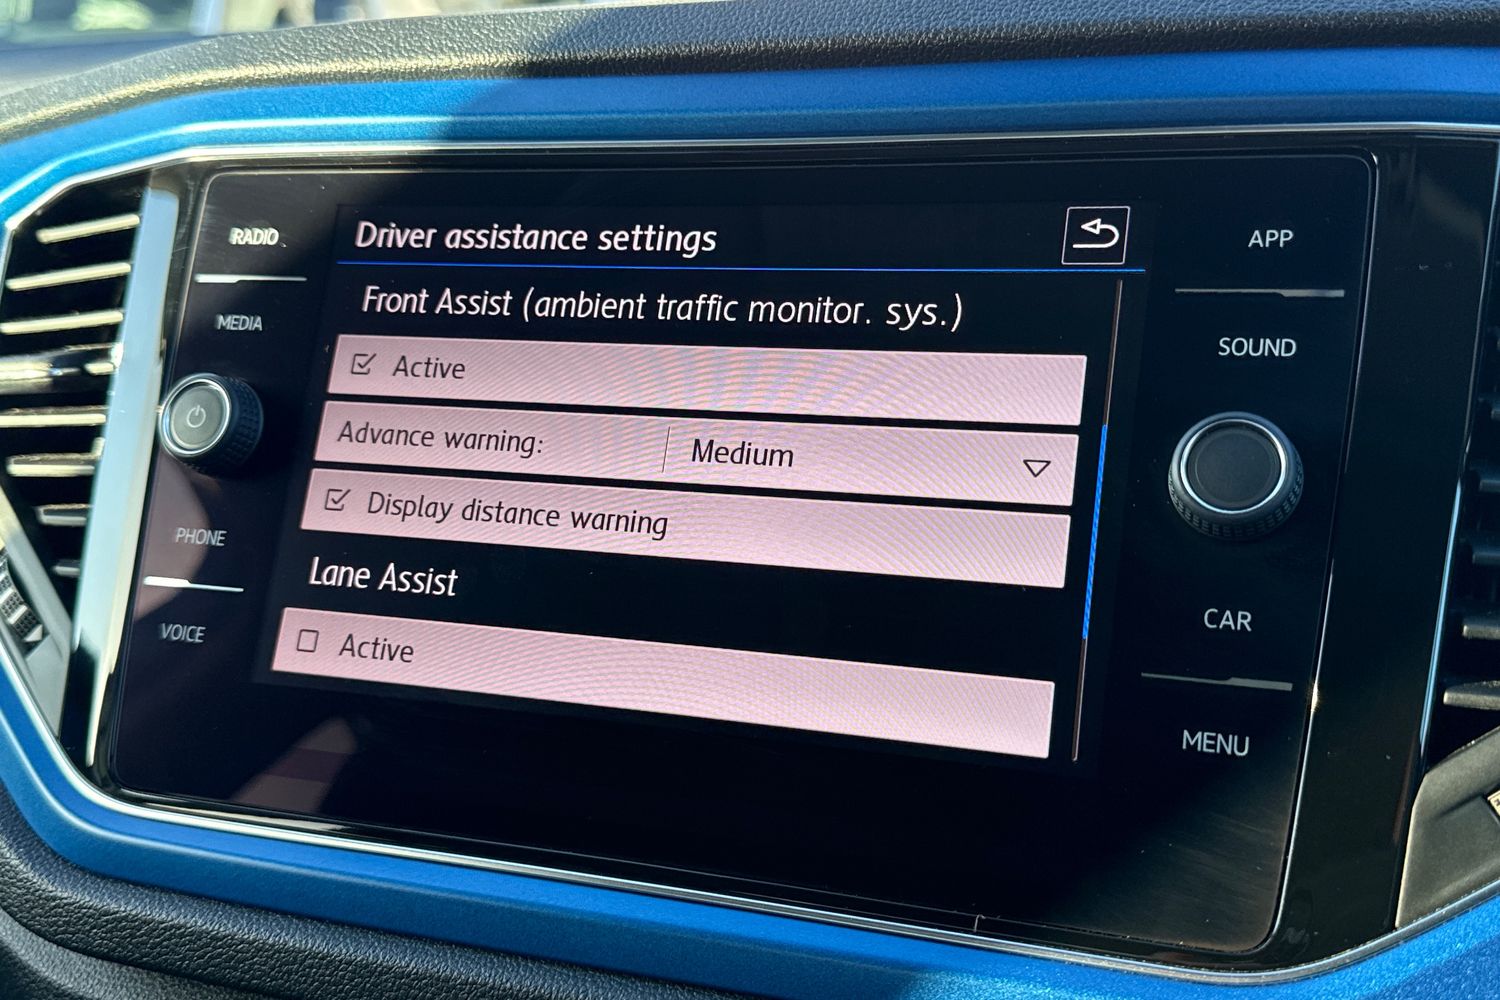 RADIO
MEDIA
PHONE
VOICE
Driver assistance settings
Front Assist (ambient traffic monitor. sys.)
Active
Advance warning: Medium
Display distance warning
Lane Assist
Active
APP
SOUND
CAR
MENU